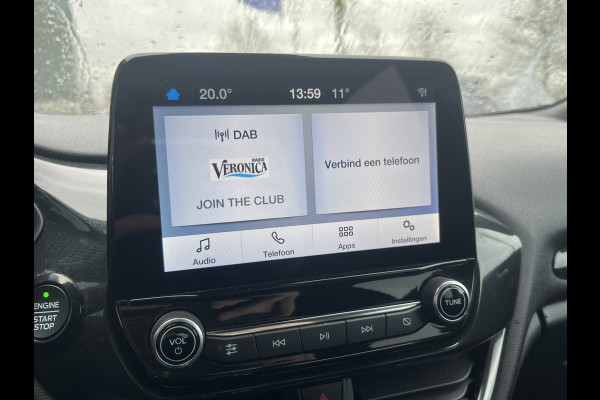 20.0° 13:59 11°
DAB
RADIO
VERONICA
JOIN THE CLUB
Verbind een telefoon
Audio Telefoon Apps Instellingen
ENGINE
START
STOP
VOL
TUNE